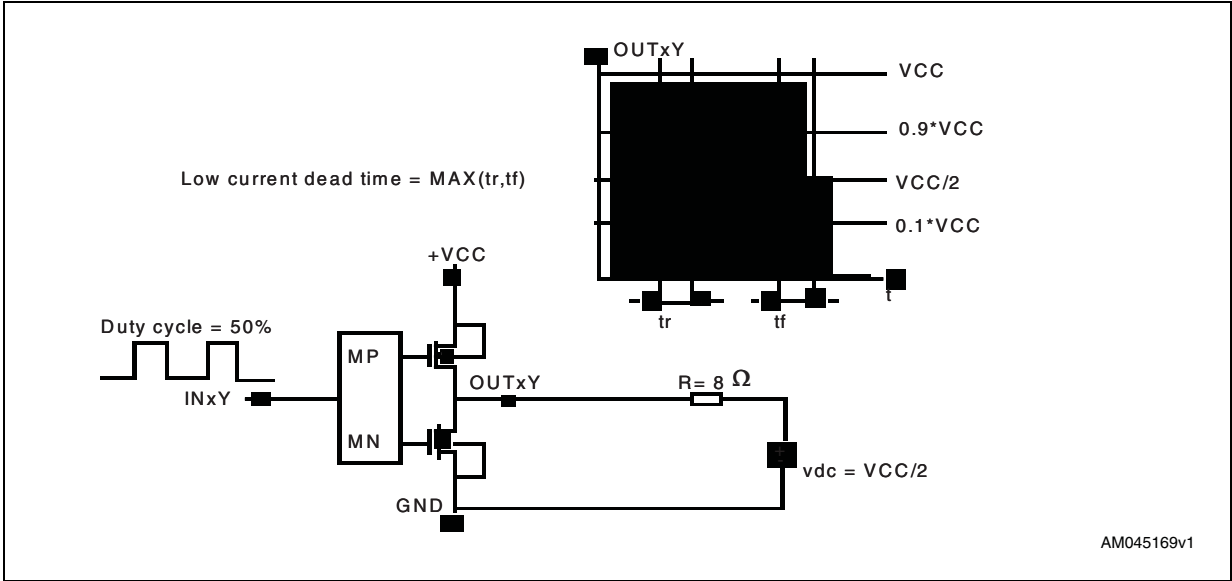 OUTxY
VCC
0.9*VCC
Low current dead time = MAX(tr,tf)
VCC/2
0.1*VCC
+VCC
t
tr
tf
Duty cycle = 50%
MP
OUTxY
R= 8 Ω
INxY
MN
+
-
vdc = VCC/2
GND
AM045169v1